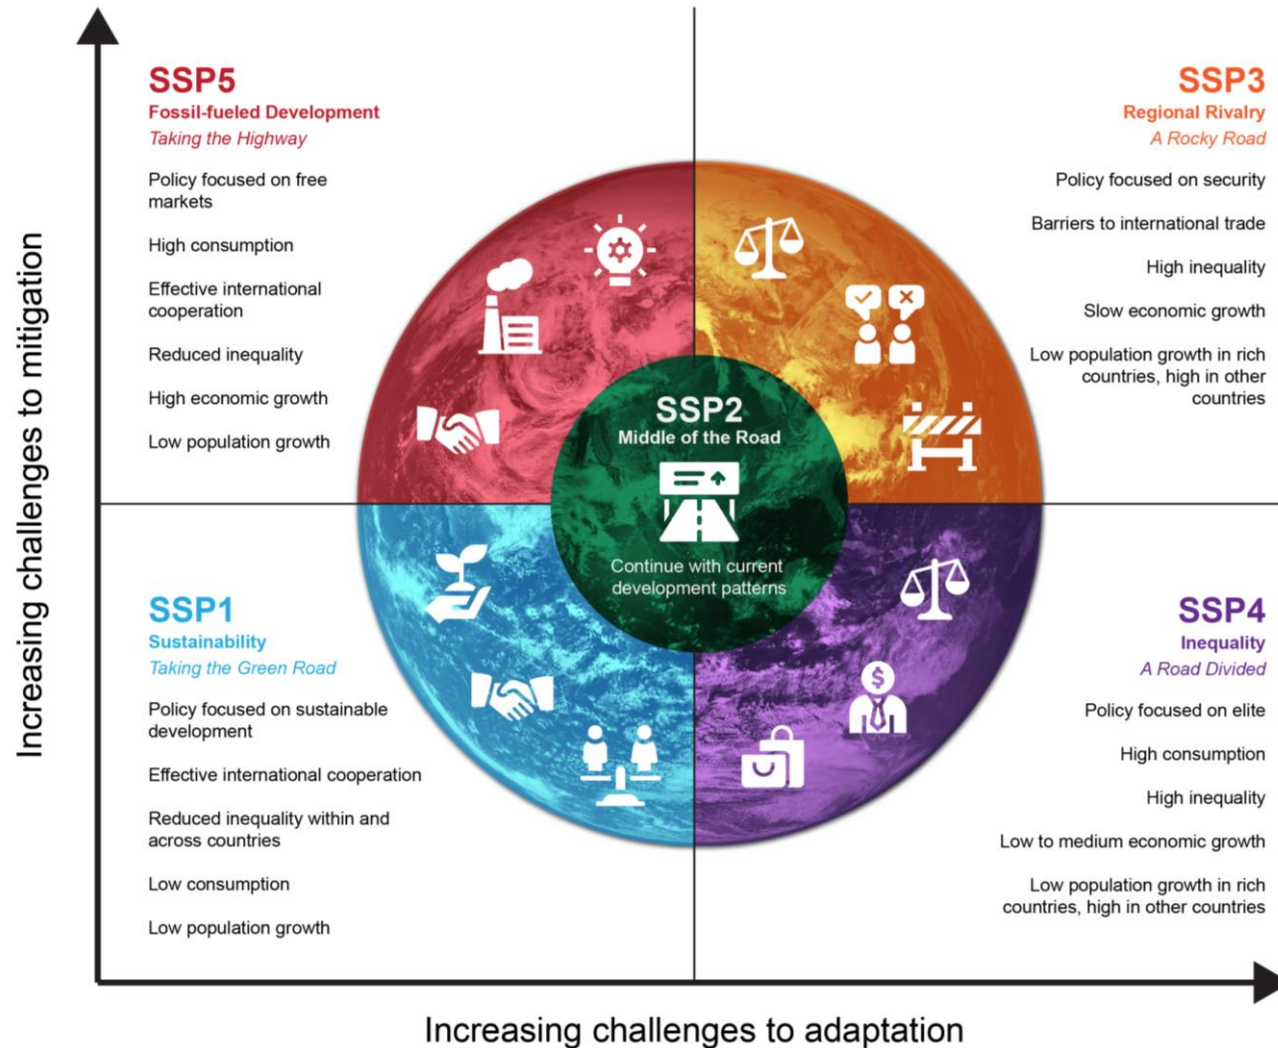 SSP5
Fossil-fueled Development
Taking the Highway
Policy focused on free
markets
High consumption
Effective international
cooperation
Reduced inequality
High economic growth
Low population growth
SSP3
Regional Rivalry
A Rocky Road
Policy focused on security
Barriers to international trade
High inequality
Slow economic growth
Low population growth in rich
countries, high in other
countries
SSP2
Middle of the Road
Continue with current
development patterns
SSP1
Sustainability
Taking the Green Road
Policy focused on sustainable
development
Effective international cooperation
Reduced inequality within and
across countries
Low consumption
Low population growth
SSP4
Inequality
A Road Divided
Policy focused on elite
High consumption
High inequality
Low to medium economic growth
Low population growth in rich
countries, high in other countries
$
Increasing challenges to mitigation
Increasing challenges to adaptation